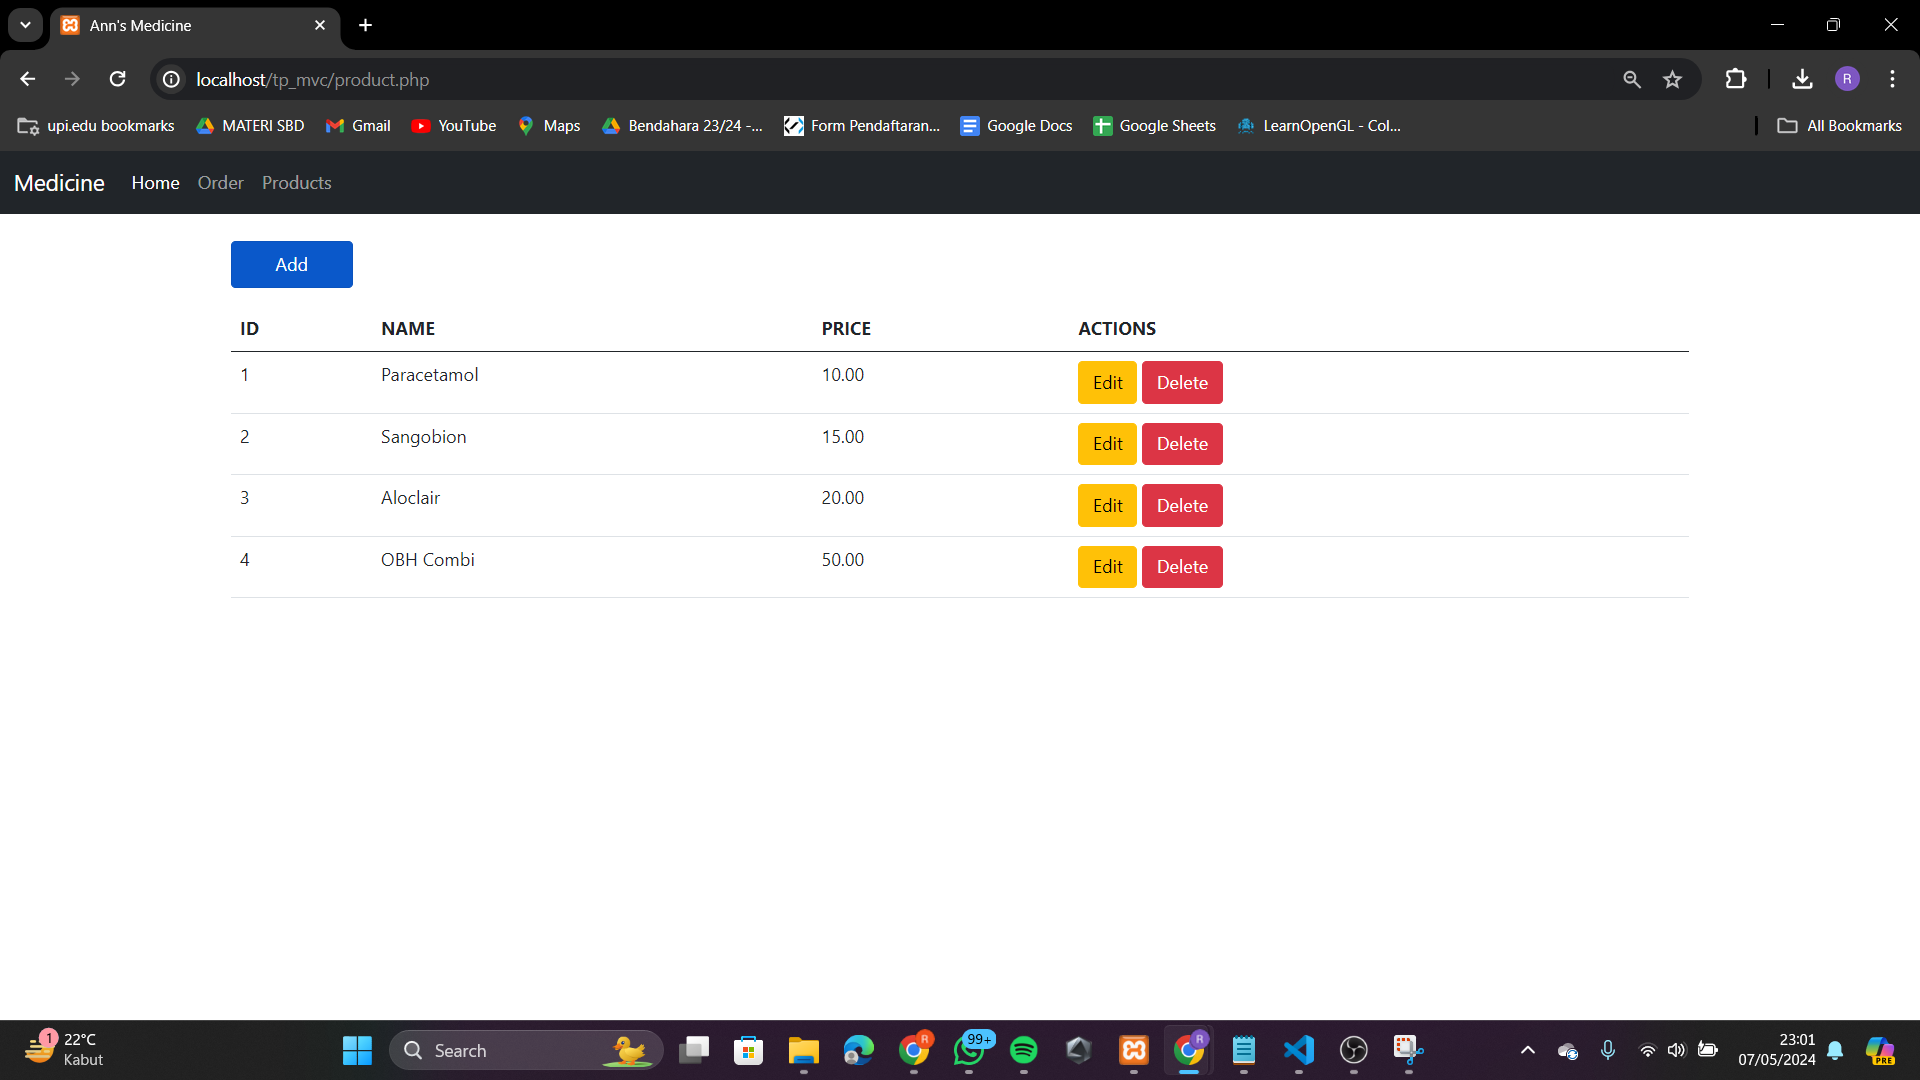 Ann's Medicine
localhost/tp_mvc/product.php
R
upi.edu bookmarks MATERI SBD Gmail YouTube Maps Bendahara 23/24 -... Form Pendaftaran... Google Docs Google Sheets LearnOpenGL - Col... All Bookmarks
Medicine Home Order Products
Add
ID NAME PRICE ACTIONS
1 Paracetamol 10.00 Edit Delete
2 Sangobion 15.00 Edit Delete
3 Aloclair 20.00 Edit Delete
4 OBH Combi 50.00 Edit Delete
1 22°C
Kabut
Search
R
99+
R
23:01
07/05/2024
PRE